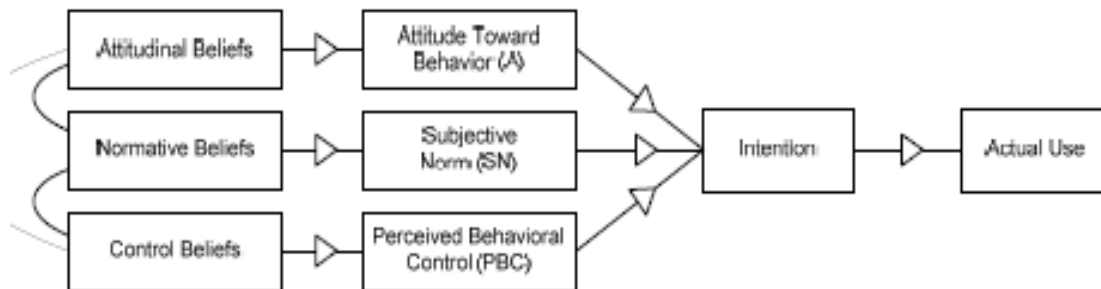 Attitudinal Beliefs
Attitude Toward
Behavior (A)
Normative Beliefs
Subjective
Norm (SN)
Intention
Actual Use
Control Beliefs
Perceived Behavioral
Control (PBC)